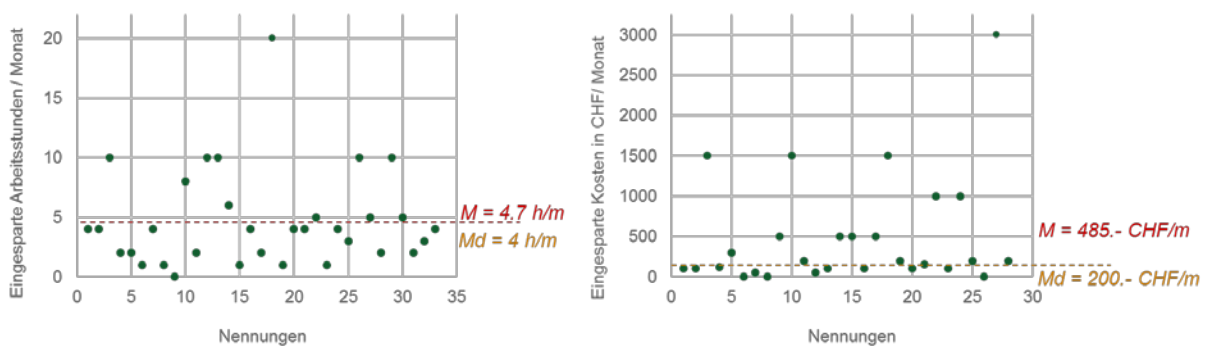 Eingesparte Arbeitsstunden / Monat
20
15
10
5
0
0 5 10 15 20 25 30 35
Nennungen
M = 4.7 h/m
Md = 4 h/m
Eingesparte Kosten in CHF/ Monat
3000
2500
2000
1500
1000
500
0
0 5 10 15 20 25 30
Nennungen
M = 485.- CHF/m
Md = 200.- CHF/m